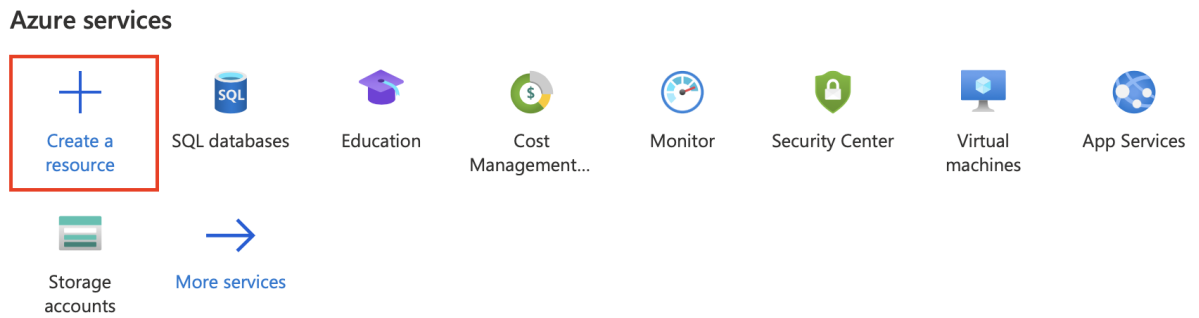 Azure services
SQL
$
Create a
resource
SQL databases
Education
Cost
Management...
Monitor
Security Center
Virtual
machines
App Services
Storage
accounts
More services